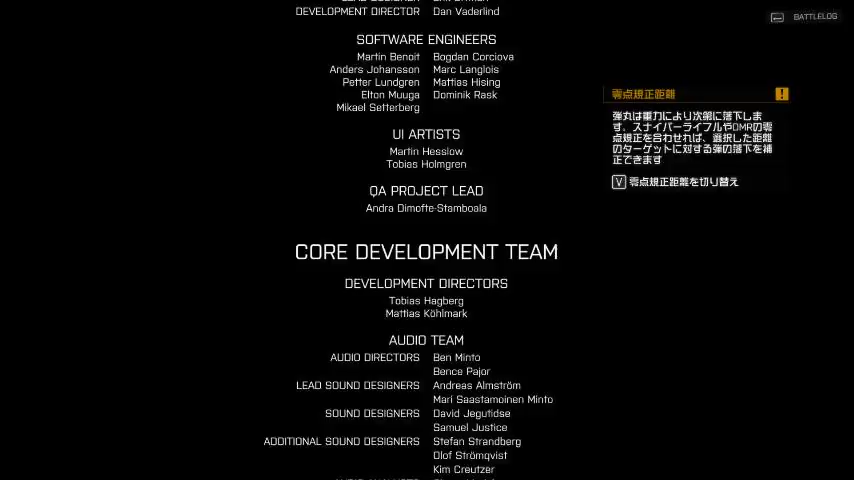 DEVELOPMENT DIRECTOR Dan Vaderlind
BATTLELOG
SOFTWARE ENGINEERS
Martin Benoit Bogdan Corciova
Anders Johansson Marc Langlois
Petter Lundgren Mattias Hising
Elton Muuga Dominik Rask
Mikael Setterberg
UI ARTISTS
Martin Hesslow
Tobias Holmgren
QA PROJECT LEAD
Andra Dimofte-Stamboala
零点規正距離
弾丸は重力により次第に落下しま
す。スナイパーライフルやDMRの零
点規正を合わせれば、選択した距離
のターゲットに対する弾の落下を補
正できます
V 零点規正距離を切り替え
CORE DEVELOPMENT TEAM
DEVELOPMENT DIRECTORS
Tobias Hagberg
Mattias Köhlmark
AUDIO TEAM
AUDIO DIRECTORS Ben Minto
Bence Pajor
LEAD SOUND DESIGNERS Andreas Almström
Mari Saastamoinen Minto
SOUND DESIGNERS David Jegutidse
Samuel Justice
ADDITIONAL SOUND DESIGNERS Stefan Strandberg
Olof Strömqvist
Kim Creutzer